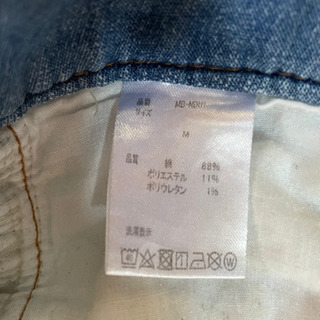 品番
サイズ M
品質 綿 88%
ポリエステル 11%
ポリウレタン 1%
洗濯表示